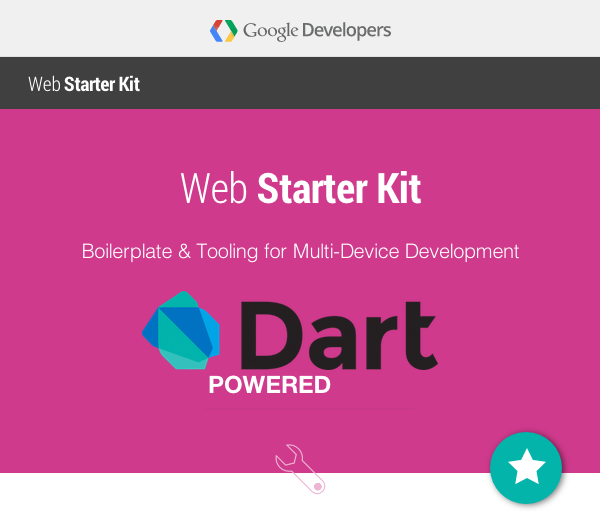 Google Developers
Web Starter Kit
Web Starter Kit
Boilerplate & Tooling for Multi-Device Development
Dart
POWERED